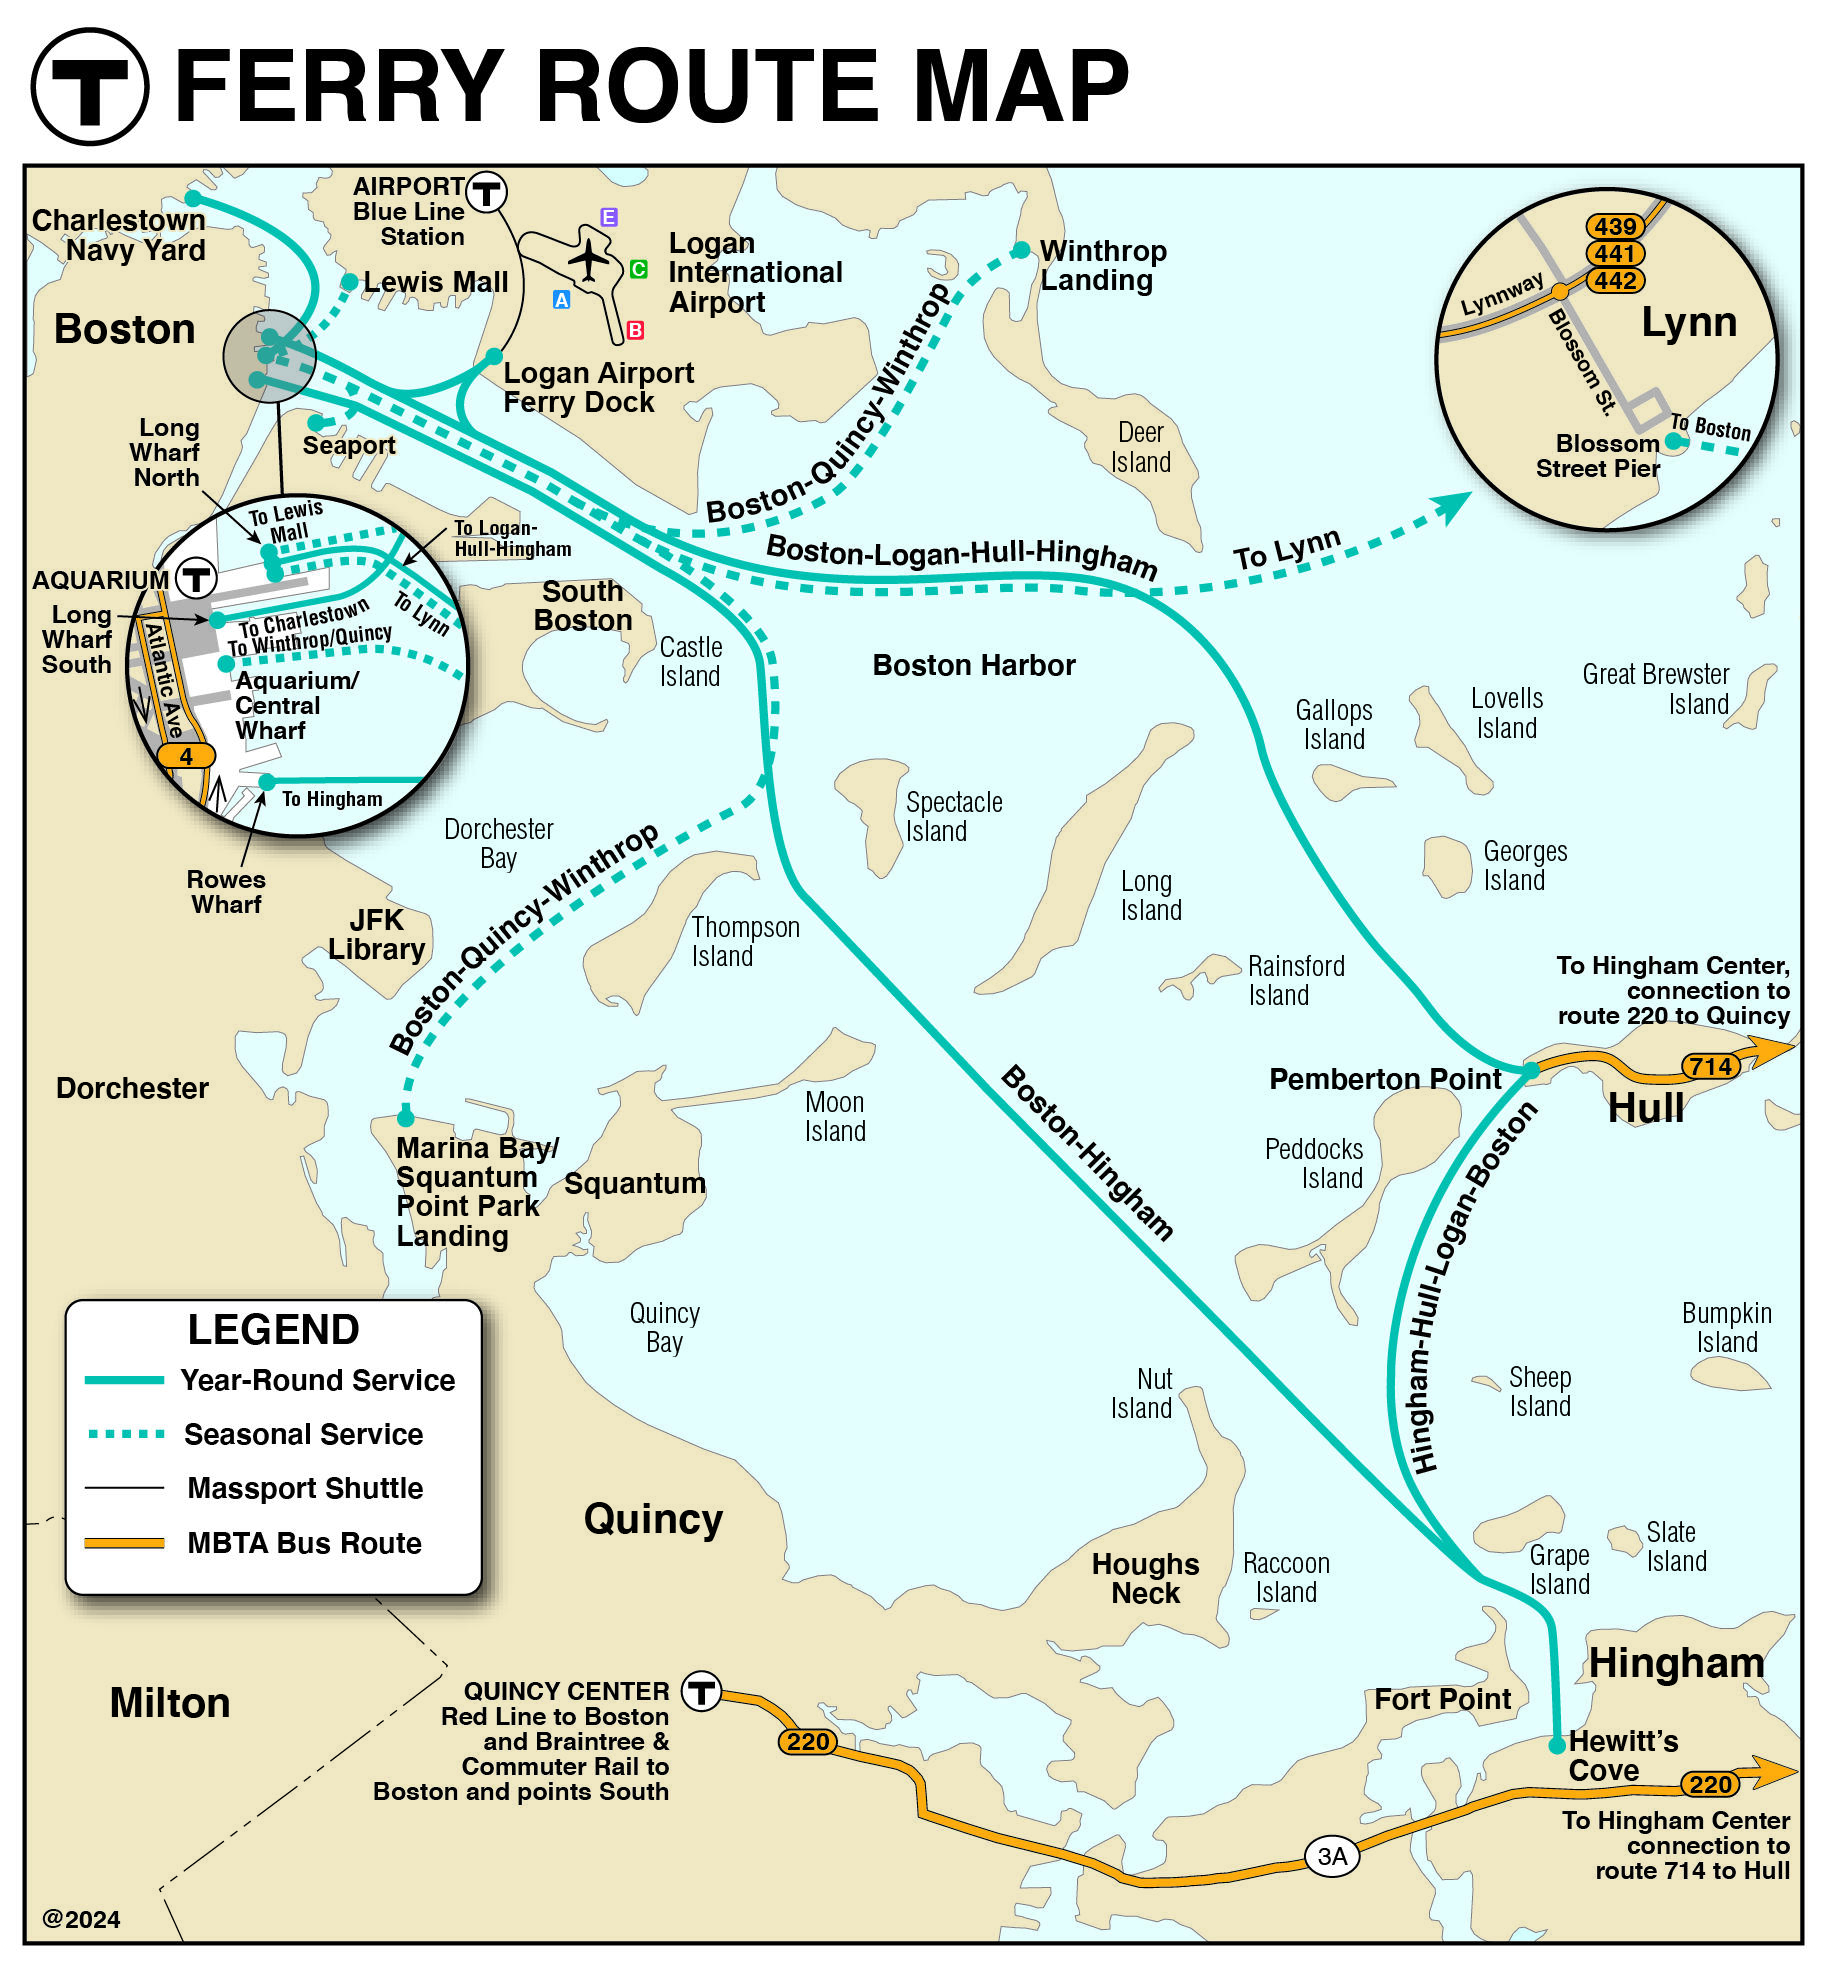 T FERRY ROUTE MAP
Charlestown
Navy Yard
AIRPORT
Blue Line
Station
T
E
C
A
B
Logan
International
Airport
Lewis Mall
Boston
Logan Airport
Ferry Dock
Seaport
Winthrop
Landing
Boston-Quincy-Winthrop
Deer
Island
439
441
442
Lynnway
Lynn
Blossom St.
To Boston
Blossom
Street Pier
Long
Wharf
North
To Lewis
Mall
To Logan-
Hull-Hingham
AQUARIUM
T
Long
Wharf
South
To Charlestown
To Lynn
To Winthrop/Quincy
Atlantic Ave
Aquarium/
Central
Wharf
4
To Hingham
Rowes
Wharf
Boston-Logan-Hull-Hingham
To Lynn
South
Boston
Castle
Island
Boston Harbor
Gallops
Island
Lovells
Island
Great Brewster
Island
Spectacle
Island
Georges
Island
Long
Island
Dorchester
Bay
Boston-Quincy-Winthrop
JFK
Library
Thompson
Island
Rainsford
Island
To Hingham Center,
connection to
route 220 to Quincy
714
Pemberton Point
Hull
Dorchester
Moon
Island
Marina Bay/
Squantum
Point Park
Landing
Squantum
Boston-Hingham
Peddocks
Island
Hingham-Hull-Logan-Boston
Quincy
Bay
Bumpkin
Island
Nut
Island
Sheep
Island
LEGEND
Year-Round Service
Seasonal Service
Massport Shuttle
MBTA Bus Route
Quincy
Houghs
Neck
Raccoon
Island
Grape
Island
Slate
Island
Milton
QUINCY CENTER
Red Line to Boston
and Braintree &
Commuter Rail to
Boston and points South
T
220
Fort Point
Hingham
Hewitt's
Cove
220
3A
To Hingham Center
connection to
route 714 to Hull
@2024